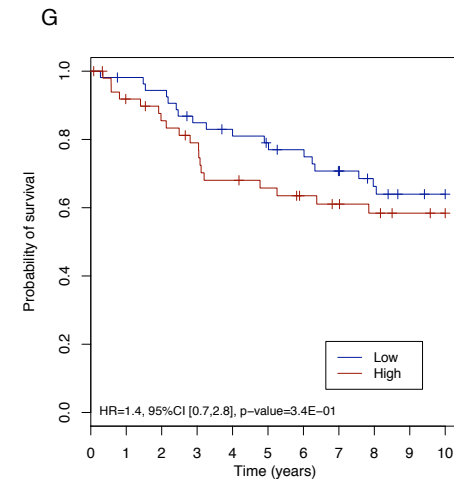 G
1.0
0.8
0.6
0.4
0.2
0.0
Probability of survival
Low
High
HR=1.4, 95%CI [0.7,2.8], p−value=3.4E−01
0 1 2 3 4 5 6 7 8 9 10
Time (years)